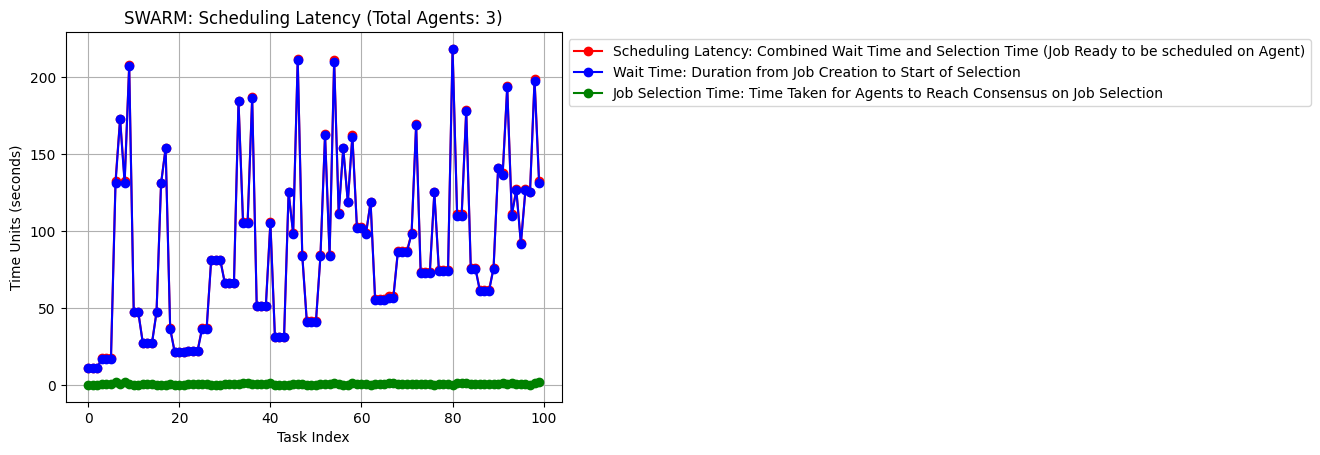 SWARM: Scheduling Latency (Total Agents: 3)
Scheduling Latency: Combined Wait Time and Selection Time (Job Ready to be scheduled on Agent)
Wait Time: Duration from Job Creation to Start of Selection
Job Selection Time: Time Taken for Agents to Reach Consensus on Job Selection
Time Units (seconds)
200
150
100
50
0
0 20 40 60 80 100
Task Index